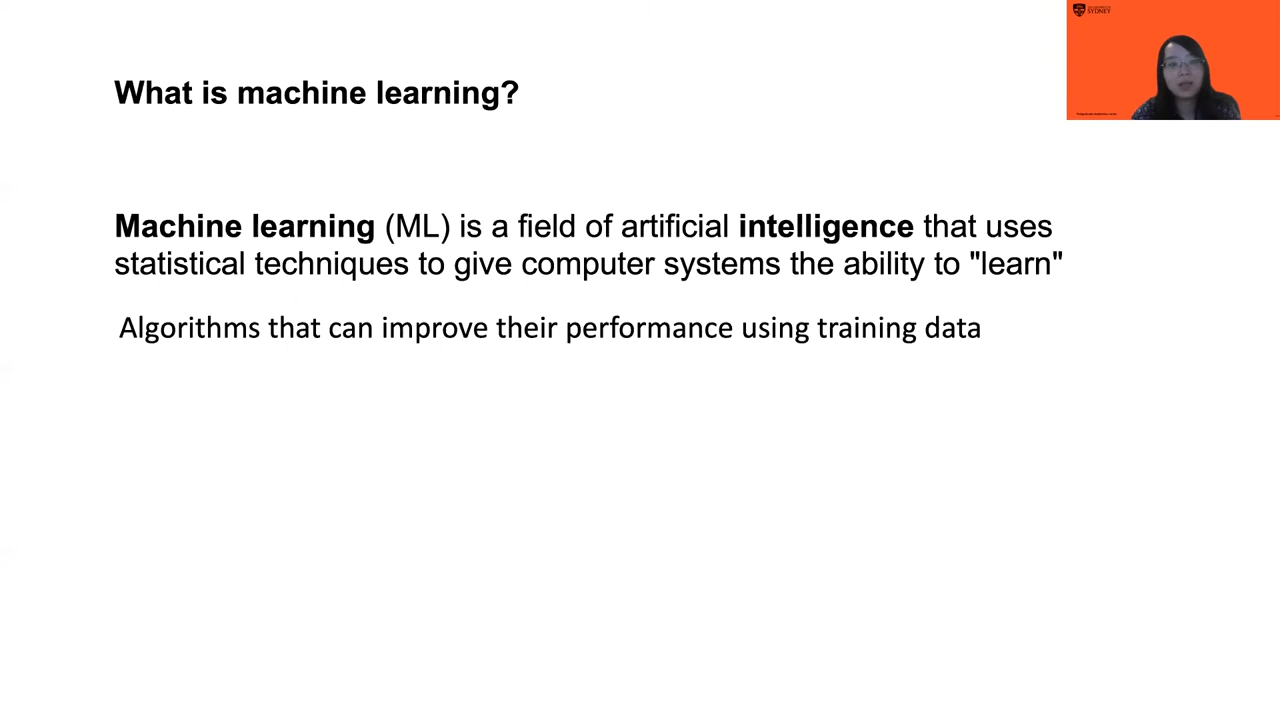 What is machine learning?
SYDNEY
Machine learning (ML) is a field of artificial intelligence that uses
statistical techniques to give computer systems the ability to "learn"
Algorithms that can improve their performance using training data